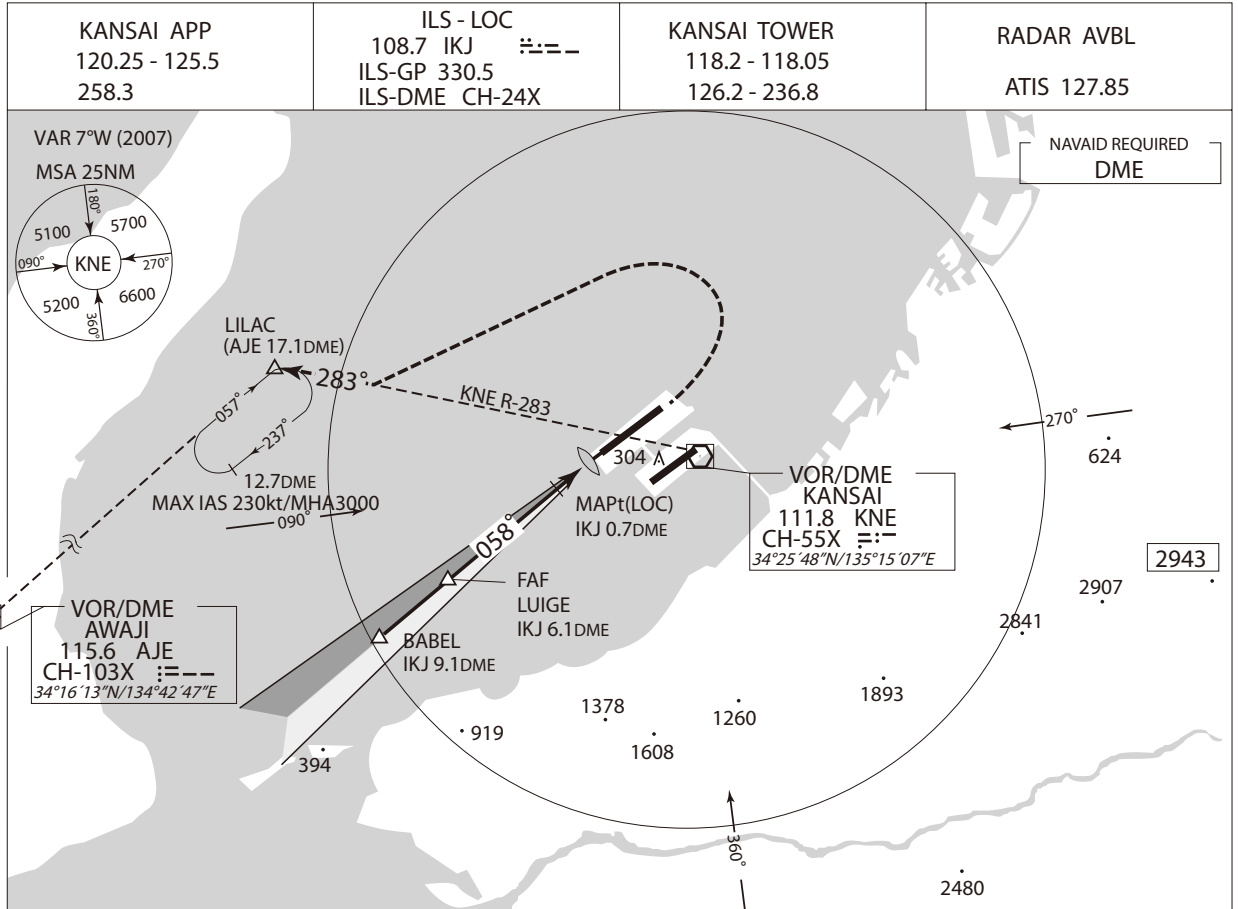 KANSAI APP
120.25 - 125.5
258.3
ILS - LOC
108.7 IKJ
ILS-GP 330.5
ILS-DME CH-24X
KANSAI TOWER
118.2 - 118.05
126.2 - 236.8
RADAR AVBL
ATIS 127.85
VAR 7°W (2007)
MSA 25NM
180°
5100
5700
090°
KNE
270°
5200
6600
360°
NAVAID REQUIRED
DME
LILAC
(AJE 17.1DME)
283°
KNE R-283
057°
237°
12.7DME
MAX IAS 230kt/MHA3000
090°
304
270°
624
MAPt(LOC)
IKJ 0.7DME
VOR/DME
KANSAI
111.8 KNE
CH-55X
34°25´48"N/135°15´07"E
058°
FAF
LUIGE
IKJ 6.1DME
BABEL
IKJ 9.1DME
2943
2907
2841
VOR/DME
AWAJI
115.6 AJE
CH-103X
34°16´13"N/134°42´47"E
1893
1378
1260
919
1608
394
360°
2480